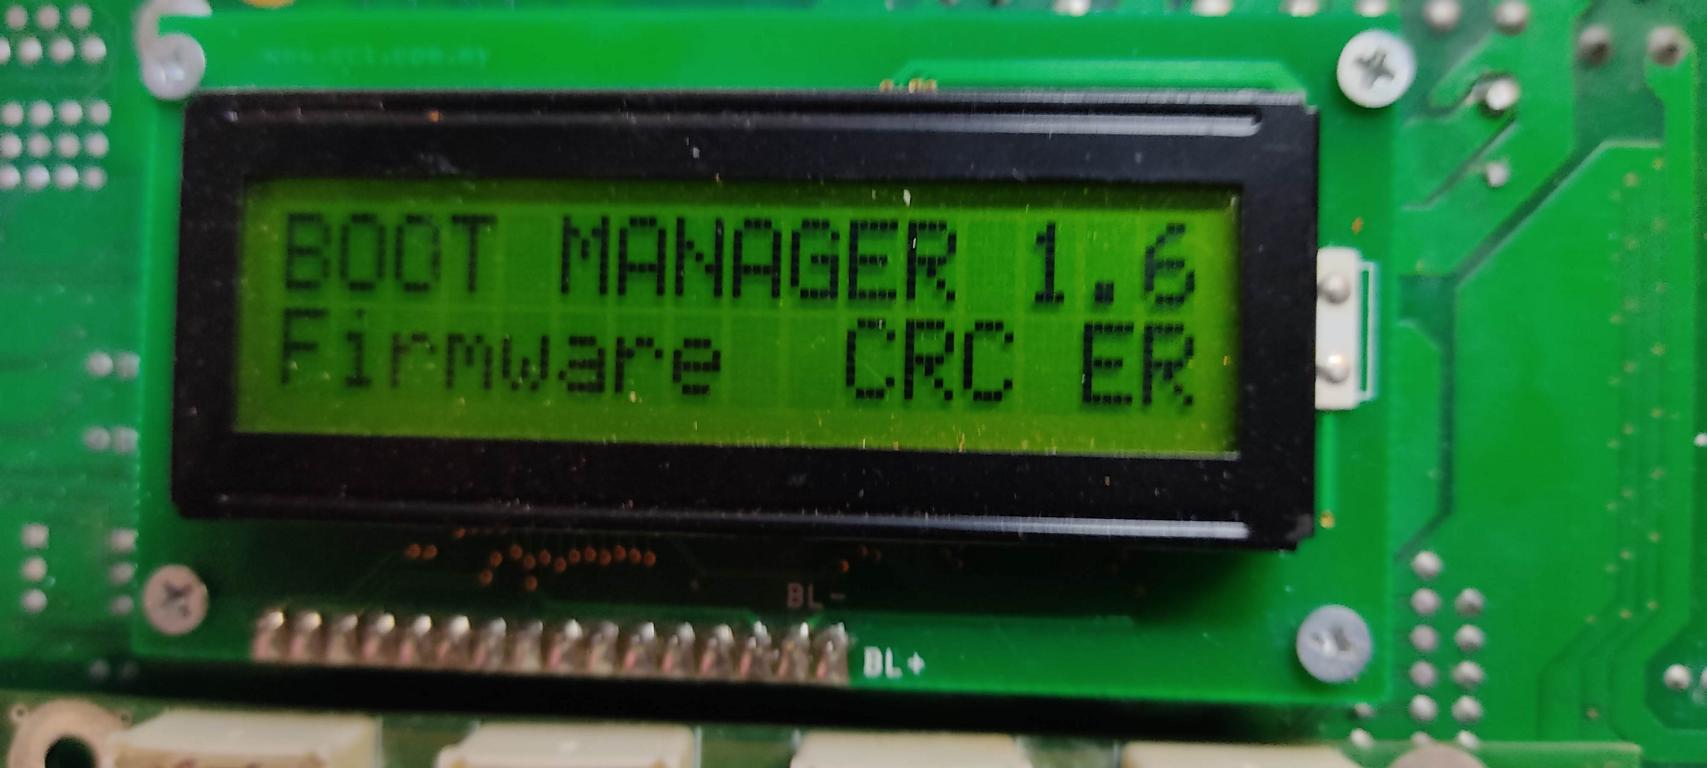 BOOT MANAGER 1.6
Firmware  CRC ER
BL-
BL+